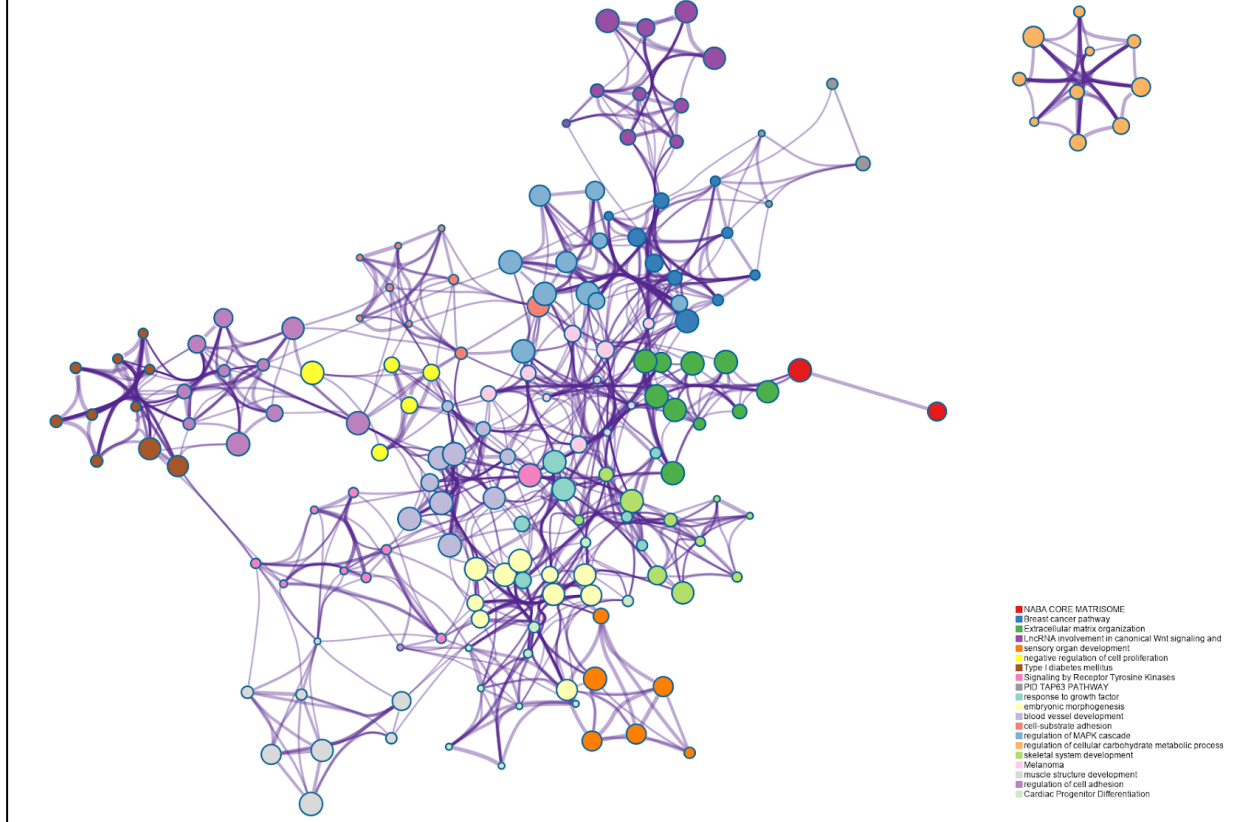 NABA CORE MATRISOME
Breast cancer pathway
Extracellular matrix organization
LncRNA involvement in canonical Wnt signaling and
sensory organ development
negative regulation of cell proliferation
Type I diabetes mellitus
Signaling by Receptor Tyrosine Kinases
PID TAP63 PATHWAY
response to growth factor
embryonic morphogenesis
blood vessel development
cell-substrate adhesion
regulation of MAPK cascade
regulation of cellular carbohydrate metabolic process
skeletal system development
Melanoma
muscle structure development
regulation of cell adhesion
Cardiac Progenitor Differentiation